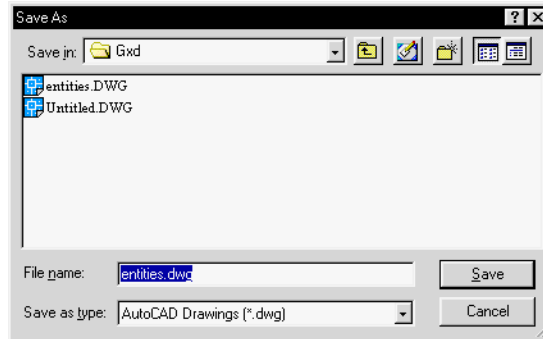 Save As
Save in: Gxd
entities.DWG
Untitled.DWG
File name: entities.dwg Save
Save as type: AutoCAD Drawings (*.dwg) Cancel